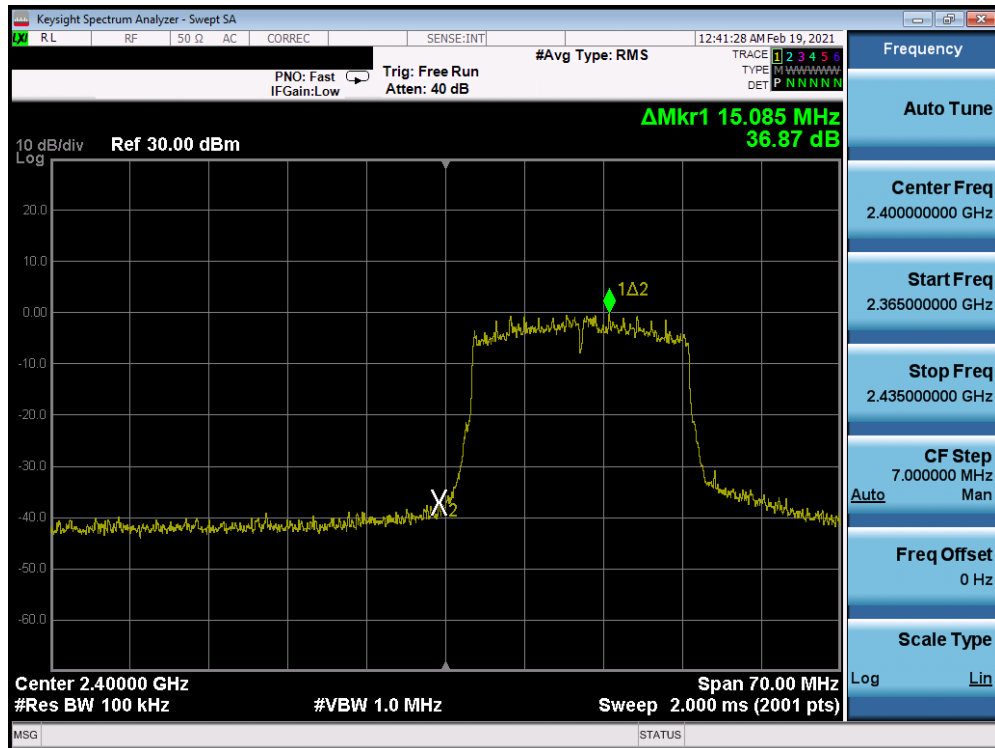 Keysight Spectrum Analyzer - Swept SA
LXI RL RF 50 Ω AC CORREC SENSE:INT 12:41:28 AM Feb 19, 2021
#Avg Type: RMS TRACE 1 2 3 4 5 6
PNO: Fast Trig: Free Run TYPE M WWWWW
IFGain:Low Atten: 40 dB DET P N N N N N
ΔMkr1 15.085 MHz
36.87 dB
10 dB/div Ref 30.00 dBm
Log
20.0
10.0
0.00
1Δ2
-10.0
-20.0
-30.0
X2
-40.0
-50.0
-60.0
Center 2.40000 GHz Span 70.00 MHz
#Res BW 100 kHz #VBW 1.0 MHz Sweep 2.000 ms (2001 pts)
MSG STATUS
Frequency
Auto Tune
Center Freq
2.400000000 GHz
Start Freq
2.365000000 GHz
Stop Freq
2.435000000 GHz
CF Step
7.000000 MHz
Auto Man
Freq Offset
0 Hz
Scale Type
Log Lin